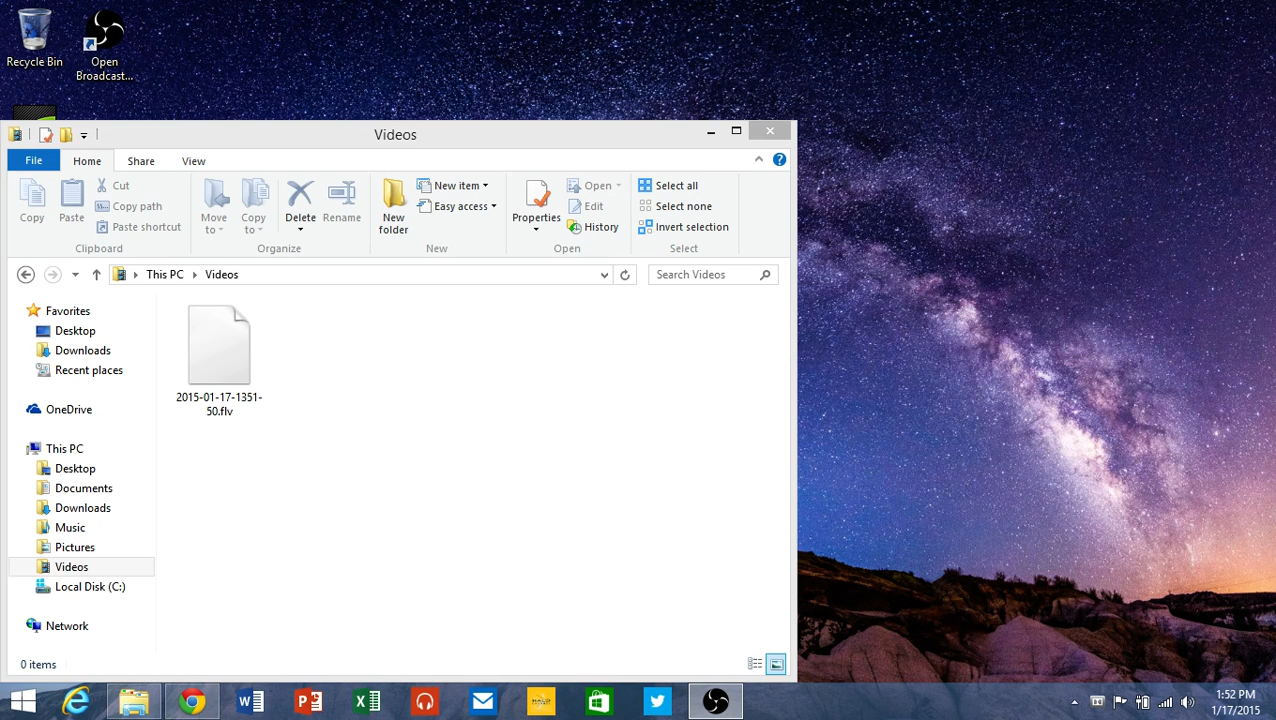 Recycle Bin
Open
Broadcast...
Videos
File Home Share View
Copy
Paste
Cut
Copy path
Paste shortcut
Clipboard
Move
to
Copy
to
Delete
Rename
Organize
New
folder
New item
Easy access
New
Properties
Open
Edit
History
Open
Select all
Select none
Invert selection
Select
This PC Videos
Search Videos
Favorites
Desktop
Downloads
Recent places
OneDrive
This PC
Desktop
Documents
Downloads
Music
Pictures
Videos
Local Disk (C:)
Network
2015-01-17-1351-
50.flv
0 items
1:52 PM
1/17/2015